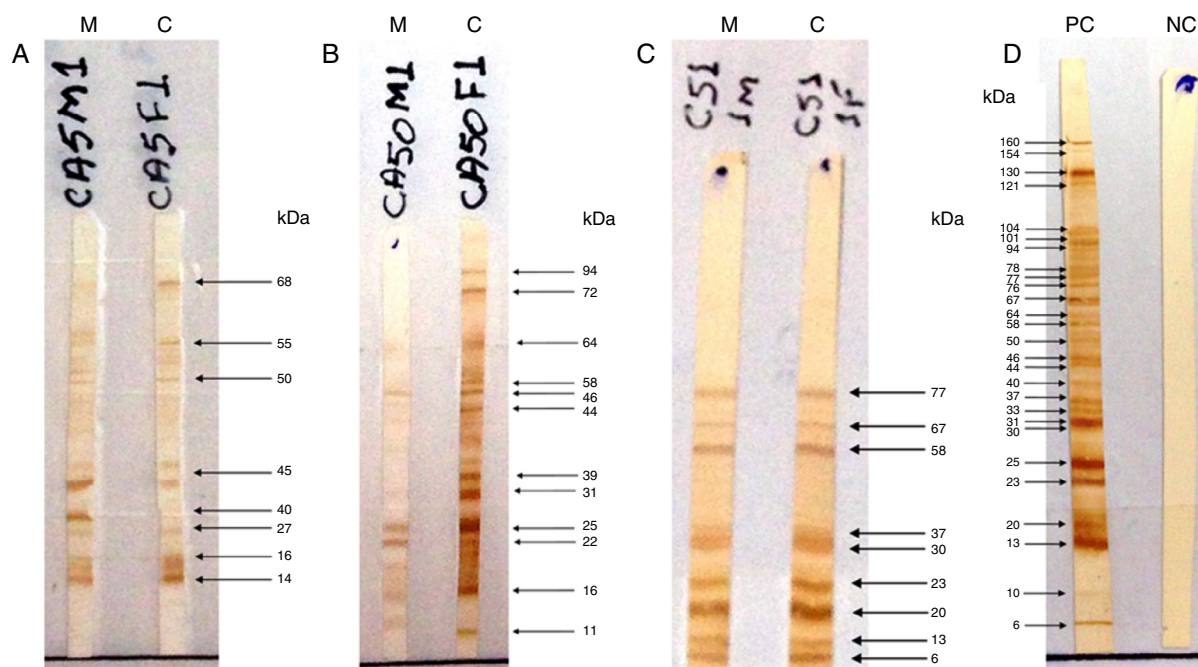 M C
A
CA5M1
CA5F1
kDa
68
55
50
45
40
27
16
14
M C
B
CA50M1
CA50F1
kDa
94
72
64
58
46
44
39
31
25
22
16
11
M C
C
C51
1M
C51
1F
kDa
77
67
58
37
30
23
20
13
6
PC NC
D
kDa
160
154
130
121
104
101
94
78
77
76
67
64
58
50
46
44
40
37
33
31
30
25
23
20
13
10
6